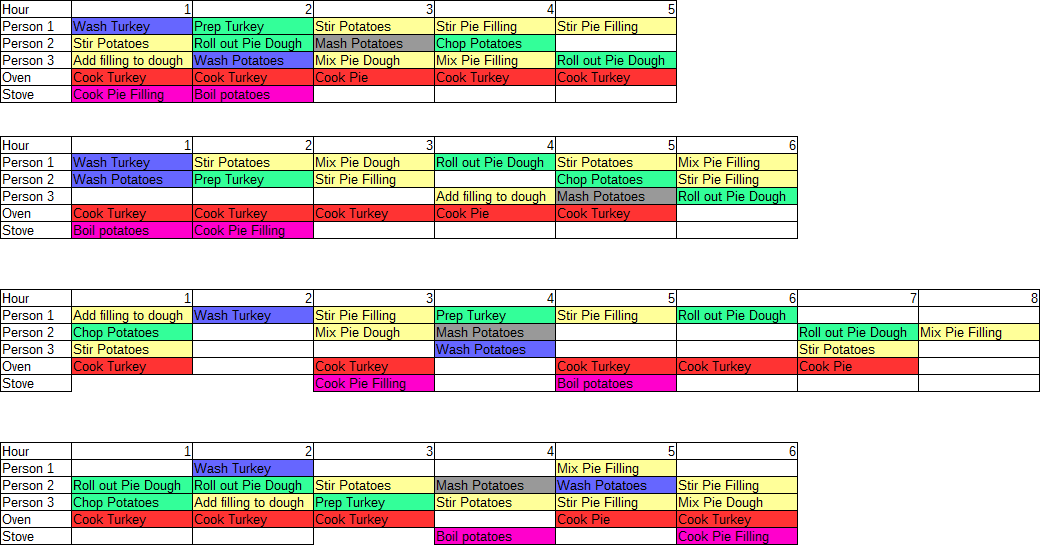 Hour 1 2 3 4 5
Person 1 Wash Turkey Prep Turkey Stir Potatoes Stir Pie Filling Stir Pie Filling
Person 2 Stir Potatoes Roll out Pie Dough Mash Potatoes Chop Potatoes
Person 3 Add filling to dough Wash Potatoes Mix Pie Dough Mix Pie Filling Roll out Pie Dough
Oven Cook Turkey Cook Turkey Cook Pie Cook Turkey Cook Turkey
Stove Cook Pie Filling Boil potatoes
Hour 1 2 3 4 5 6
Person 1 Wash Turkey Stir Potatoes Mix Pie Dough Roll out Pie Dough Stir Potatoes Mix Pie Filling
Person 2 Wash Potatoes Prep Turkey Stir Pie Filling Chop Potatoes Stir Pie Filling
Person 3 Add filling to dough Mash Potatoes Roll out Pie Dough
Oven Cook Turkey Cook Turkey Cook Turkey Cook Pie Cook Turkey
Stove Boil potatoes Cook Pie Filling
Hour 1 2 3 4 5 6 7 8
Person 1 Add filling to dough Wash Turkey Stir Pie Filling Prep Turkey Stir Pie Filling Roll out Pie Dough
Person 2 Chop Potatoes Mix Pie Dough Mash Potatoes Roll out Pie Dough Mix Pie Filling
Person 3 Stir Potatoes Wash Potatoes Stir Potatoes
Oven Cook Turkey Cook Turkey Cook Turkey Cook Turkey Cook Pie
Stove Cook Pie Filling Boil potatoes
Hour 1 2 3 4 5 6
Person 1 Wash Turkey Mix Pie Filling
Person 2 Roll out Pie Dough Roll out Pie Dough Stir Potatoes Mash Potatoes Wash Potatoes Stir Pie Filling
Person 3 Chop Potatoes Add filling to dough Prep Turkey Stir Potatoes Stir Pie Filling Mix Pie Dough
Oven Cook Turkey Cook Turkey Cook Turkey Cook Pie Cook Turkey
Stove Boil potatoes Cook Pie Filling